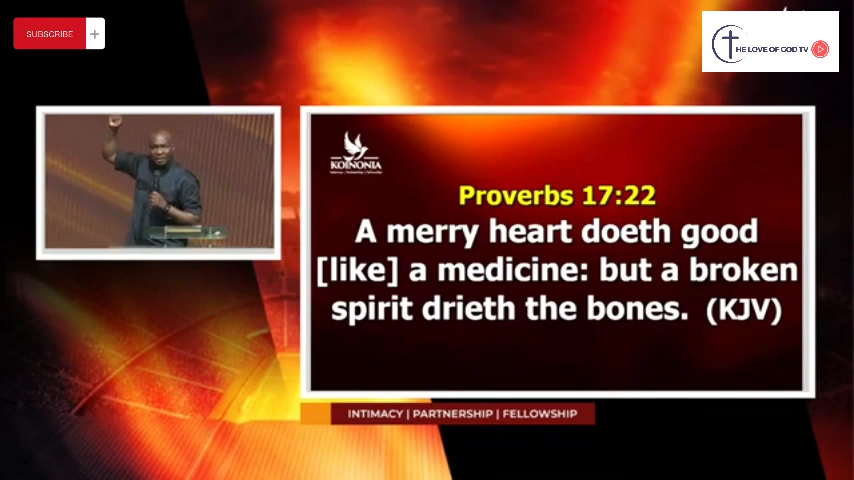 SUBSCRIBE +
HE LOVE OF GOD TV
KOINONIA
Proverbs 17:22
A merry heart doeth good
[like] a medicine: but a broken
spirit drieth the bones. (KJV)
INTIMACY | PARTNERSHIP | FELLOWSHIP